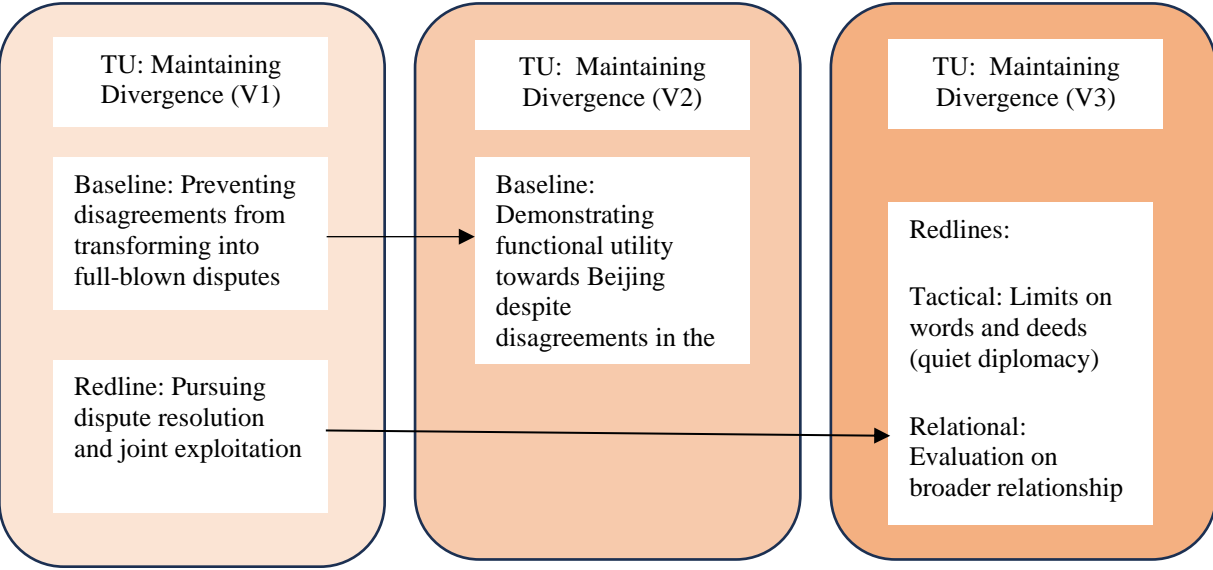 TU: Maintaining
Divergence (V1)
Baseline: Preventing
disagreements from
transforming into
full-blown disputes
Redline: Pursuing
dispute resolution
and joint exploitation
TU: Maintaining
Divergence (V2)
Baseline:
Demonstrating
functional utility
towards Beijing
despite
disagreements in the
TU: Maintaining
Divergence (V3)
Redlines:
Tactical: Limits on
words and deeds
(quiet diplomacy)
Relational:
Evaluation on
broader relationship